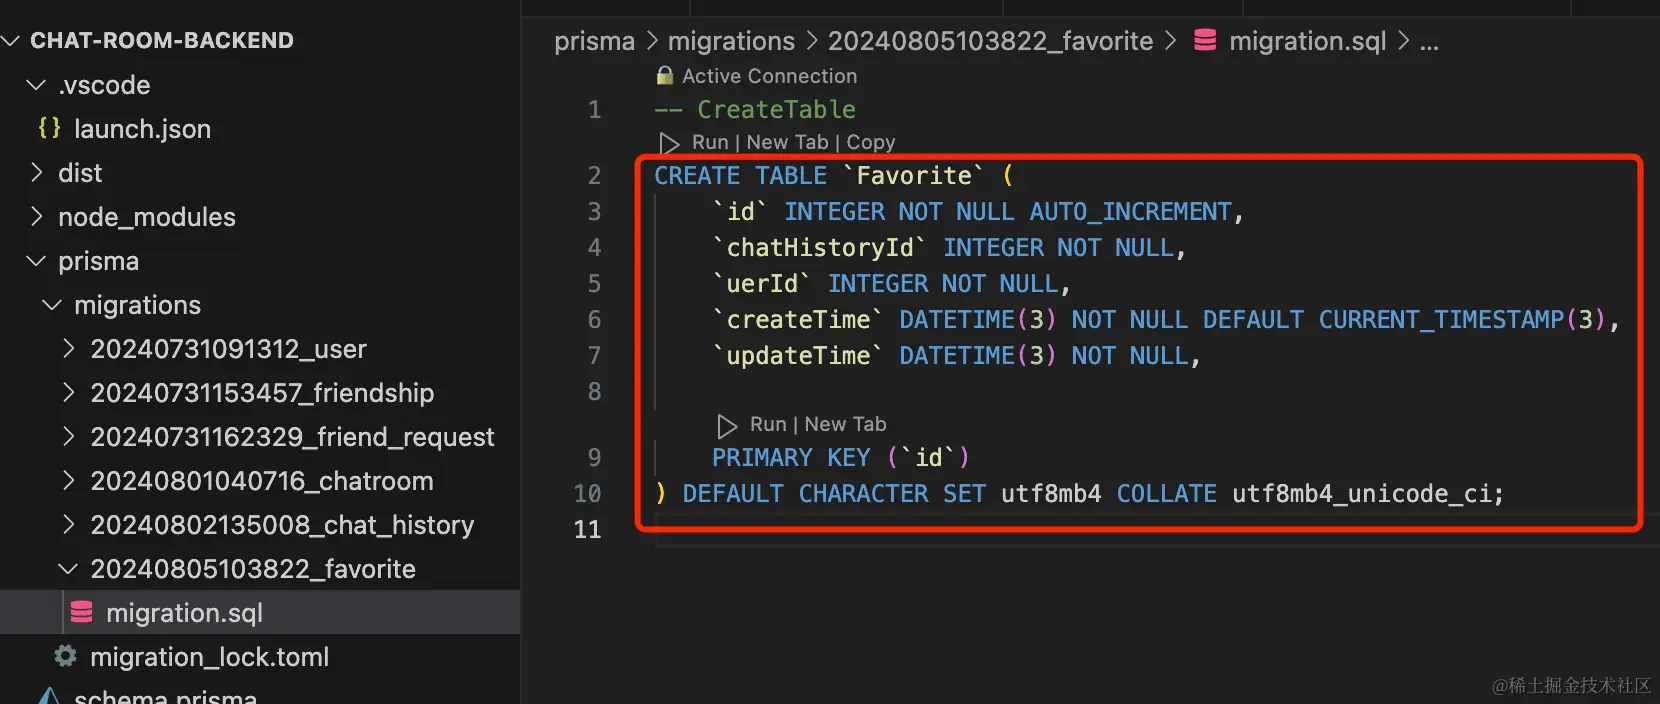 CHAT-ROOM-BACKEND
.vscode
{} launch.json
dist
node_modules
prisma
migrations
20240731091312_user
20240731153457_friendship
20240731162329_friend_request
20240801040716_chatroom
20240802135008_chat_history
20240805103822_favorite
migration.sql
migration_lock.toml
schema.prisma
prisma > migrations > 20240805103822_favorite > migration.sql > ...
Active Connection
1 -- CreateTable
Run | New Tab | Copy
2 CREATE TABLE `Favorite` (
3 `id` INTEGER NOT NULL AUTO_INCREMENT,
4 `chatHistoryId` INTEGER NOT NULL,
5 `uerId` INTEGER NOT NULL,
6 `createTime` DATETIME(3) NOT NULL DEFAULT CURRENT_TIMESTAMP(3),
7 `updateTime` DATETIME(3) NOT NULL,
8
Run | New Tab
9 PRIMARY KEY (`id`)
10 ) DEFAULT CHARACTER SET utf8mb4 COLLATE utf8mb4_unicode_ci;
11
@稀土掘金技术社区